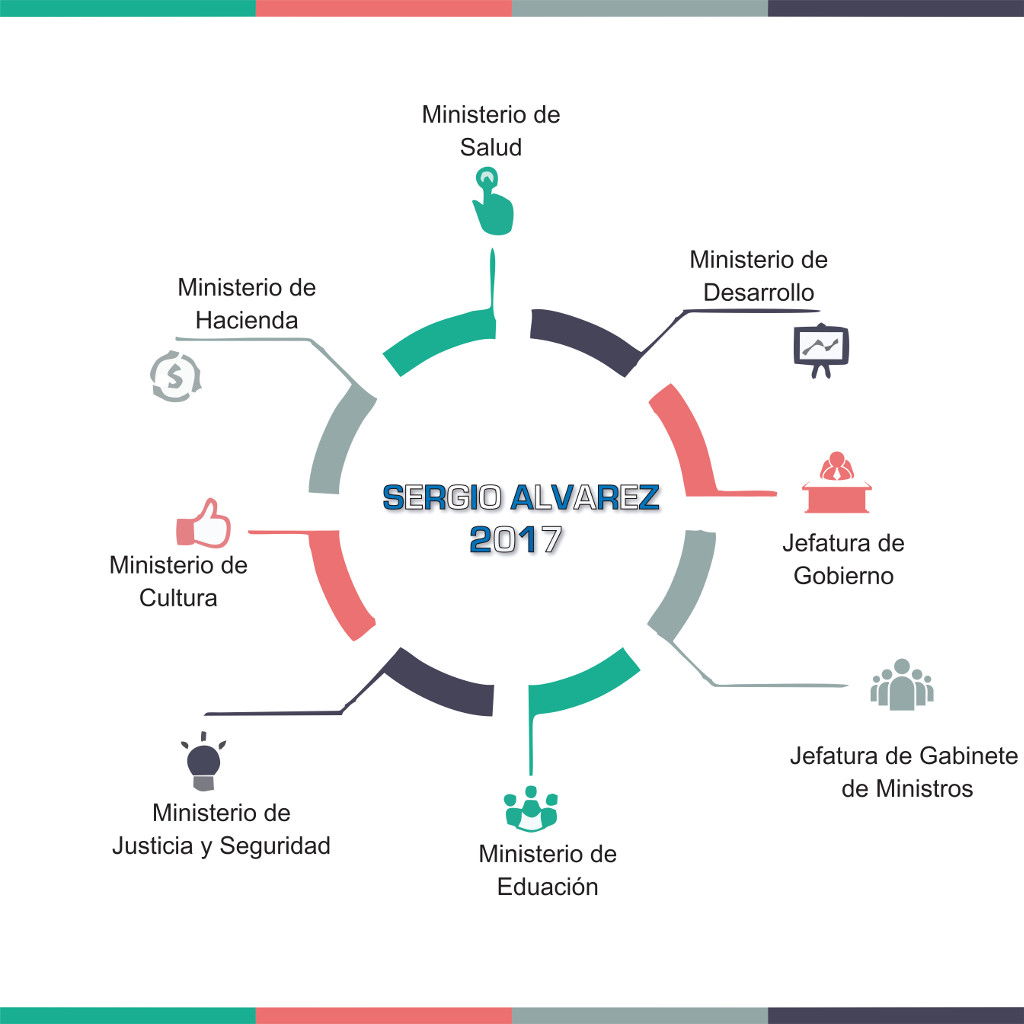 Ministerio de
Salud
Ministerio de
Desarrollo
Ministerio de
Hacienda
$
SERGIO ALVAREZ
2017
Jefatura de
Gobierno
Ministerio de
Cultura
Jefatura de Gabinete
de Ministros
Ministerio de
Justicia y Seguridad
Ministerio de
Eduación